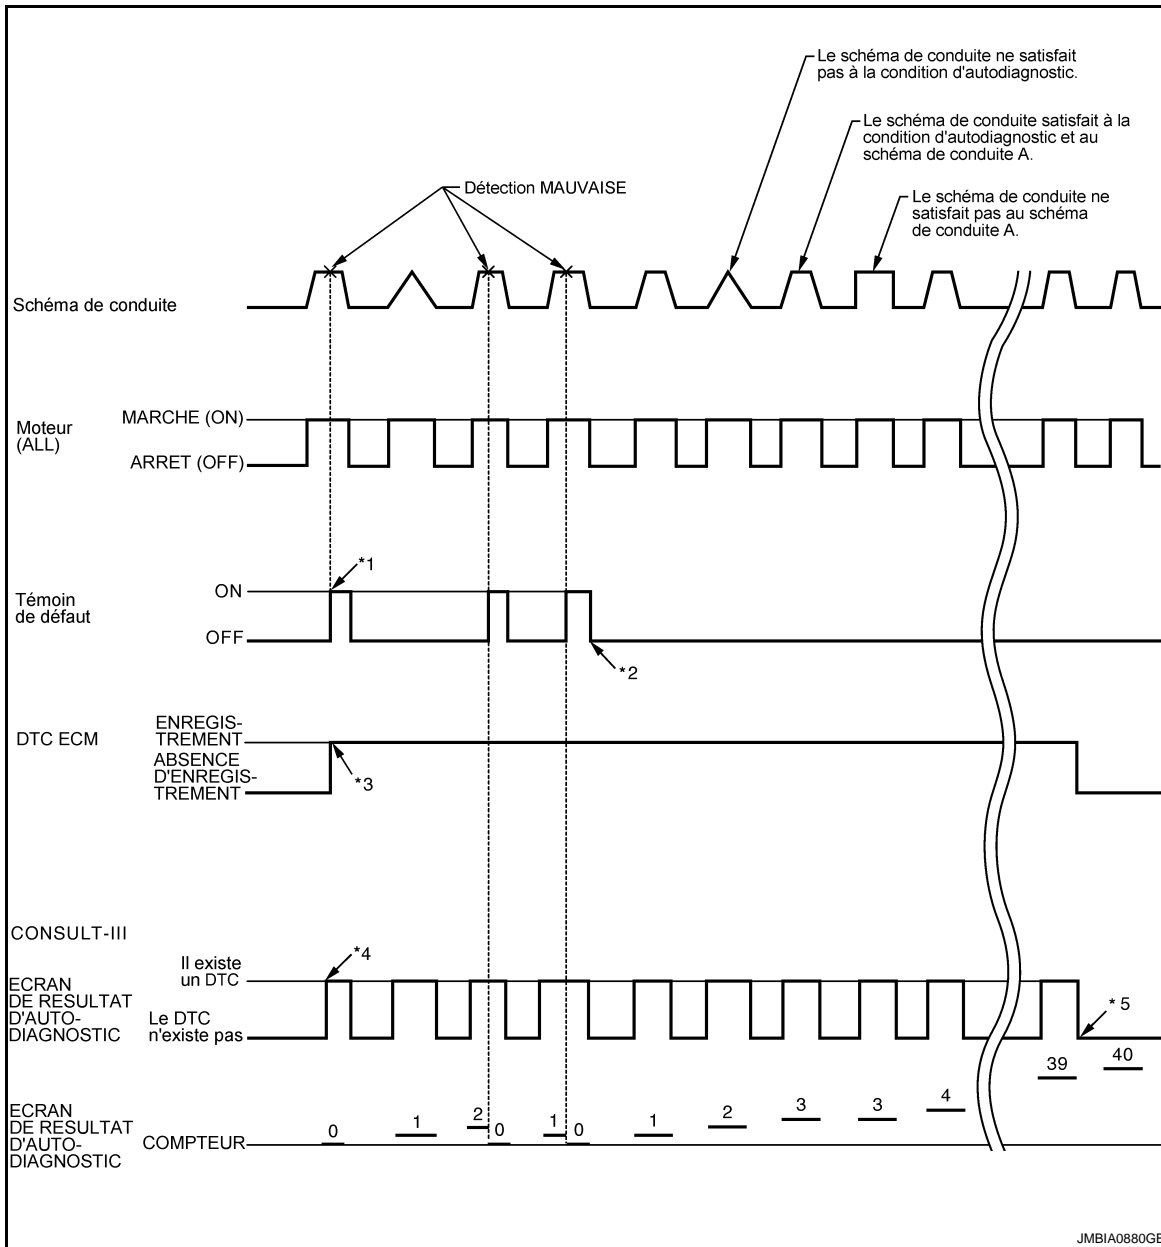 Le schéma de conduite ne satisfait
pas à la condition d'autodiagnostic.
Le schéma de conduite satisfait à la
condition d'autodiagnostic et au
schéma de conduite A.
Détection MAUVAISE
Le schéma de conduite ne
satisfait pas au schéma
de conduite A.
Schéma de conduite
Moteur
(ALL)
MARCHE (ON)
ARRET (OFF)
Témoin
de défaut
ON
OFF
*1
*2
DTC ECM
ENREGIS-
TREMENT
ABSENCE
D'ENREGIS-
TREMENT
*3
CONSULT-III
ECRAN
DE RESULTAT
D'AUTO-
DIAGNOSTIC
Il existe
un DTC
Le DTC
n'existe pas
*4
* 5
ECRAN
DE RESULTAT
D'AUTO-
DIAGNOSTIC
COMPTEUR
0 1 2 0 1 0 1 2 3 3 4 39 40
JMBIA0880GB